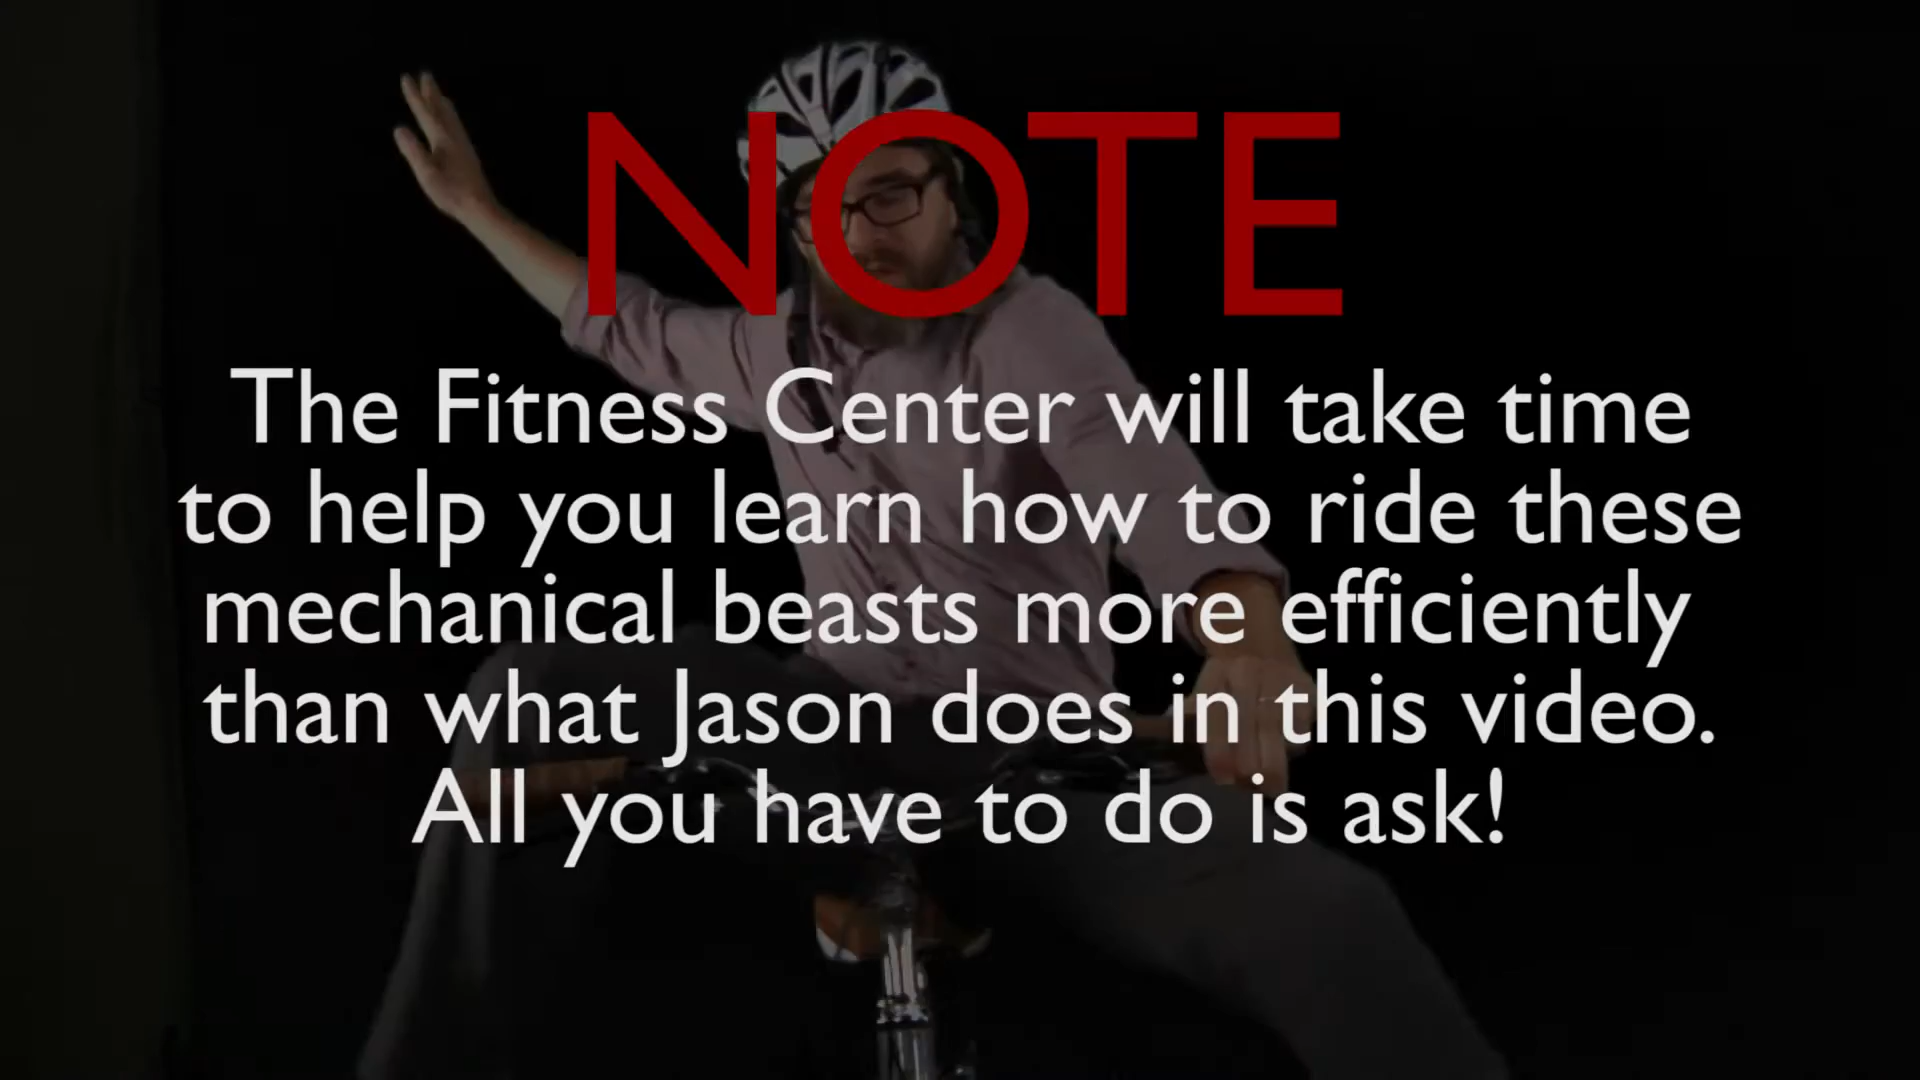 NOTE
The Fitness Center will take time
to help you learn how to ride these
mechanical beasts more efficiently
than what Jason does in this video.
All you have to do is ask!